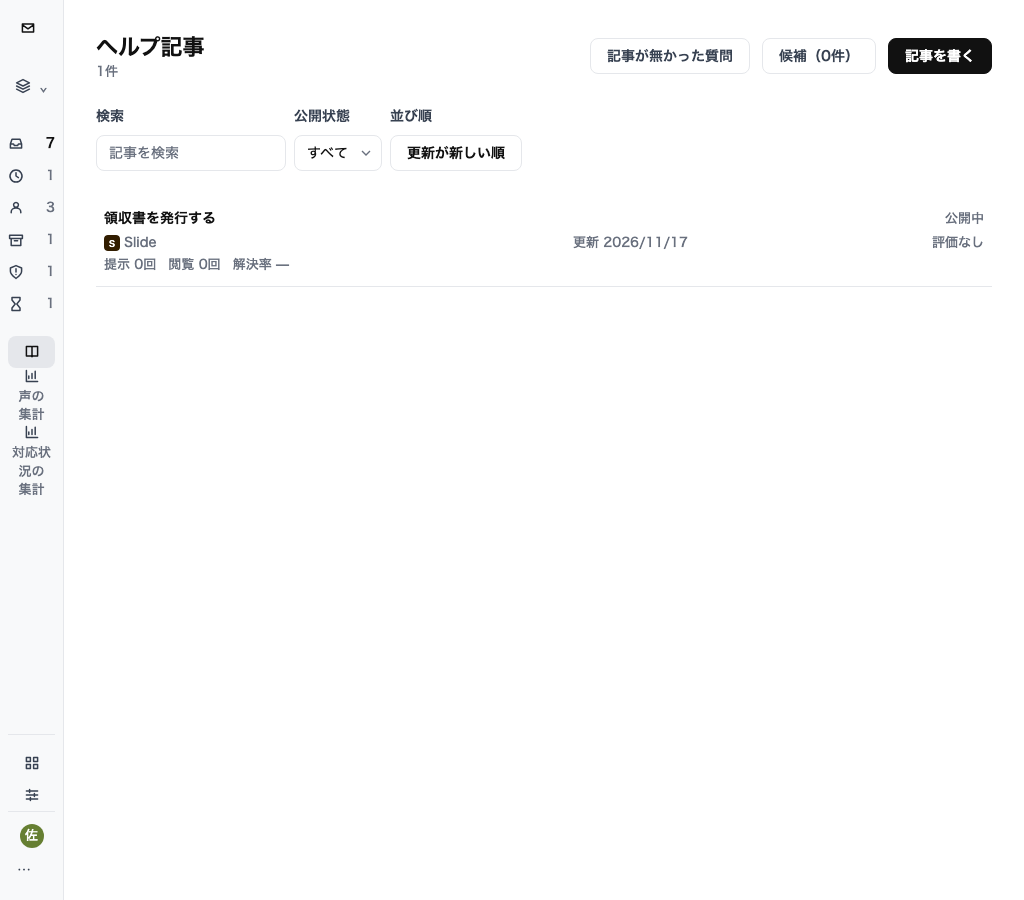 ヘルプ記事
1件
記事が無かった質問
候補（0件）
記事を書く
検索
公開状態
並び順
記事を検索
すべて
更新が新しい順
領収書を発行する
公開中
S Slide
更新 2026/11/17
評価なし
提示 0回 閲覧 0回 解決率 —
7
1
3
1
1
1
声の
集計
対応状
況の
集計
佐
…